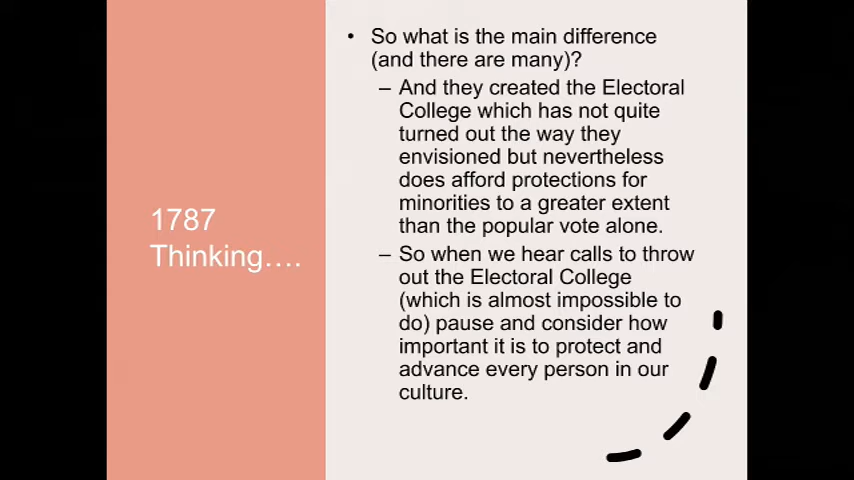 1787
Thinking….
• So what is the main difference
(and there are many)?
– And they created the Electoral
College which has not quite
turned out the way they
envisioned but nevertheless
does afford protections for
minorities to a greater extent
than the popular vote alone.
– So when we hear calls to throw
out the Electoral College
(which is almost impossible to
do) pause and consider how
important it is to protect and
advance every person in our
culture.